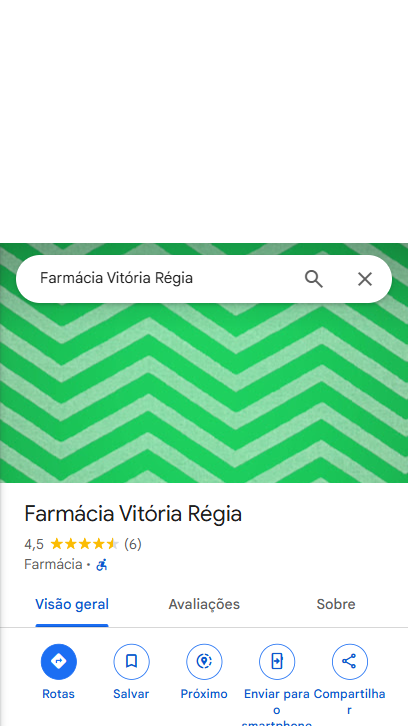 Farmácia Vitória Régia
Farmácia Vitória Régia
4,5 (6)
Farmácia ·
Visão geral Avaliações Sobre
Rotas Salvar Próximo Enviar para o smartphone Compartilhar